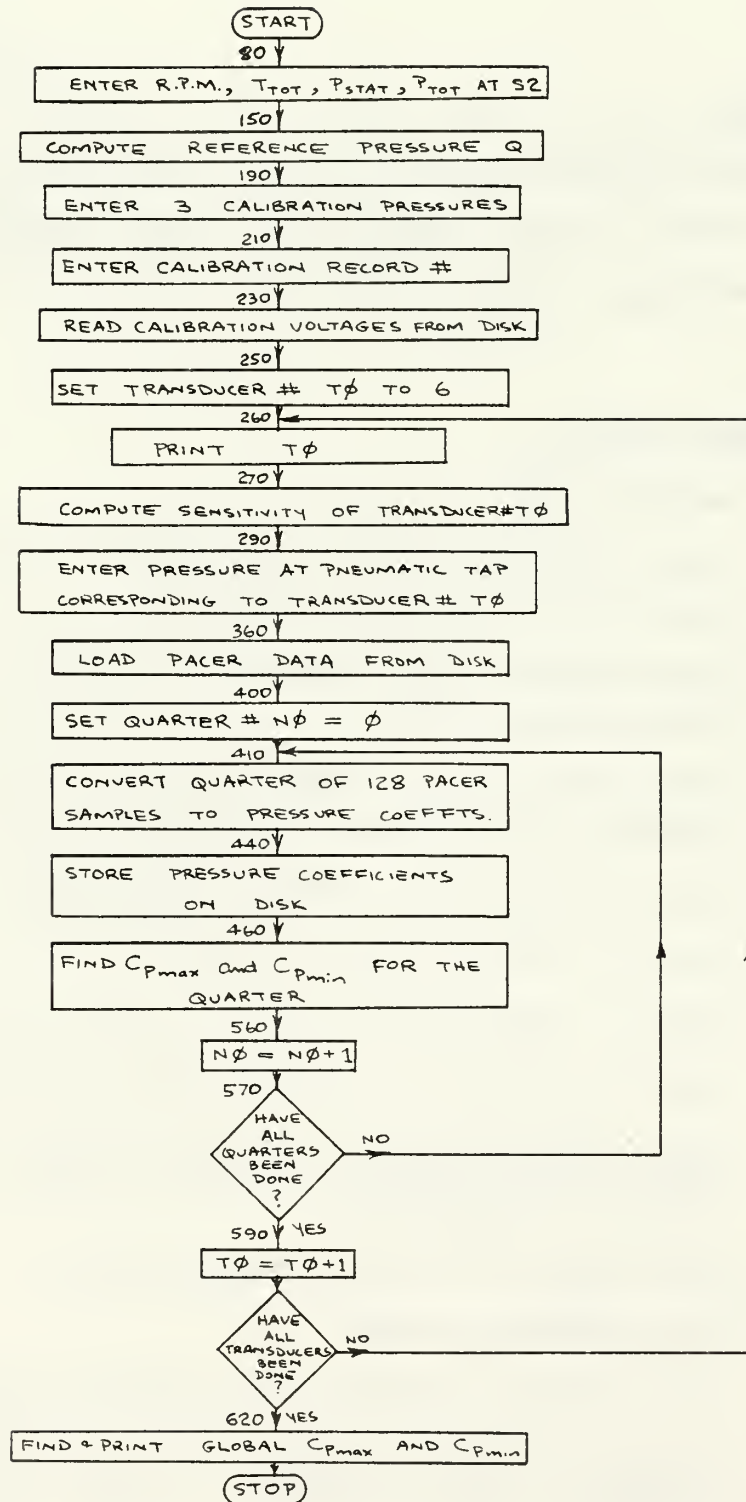 START
80
ENTER R.P.M., TTOT, PSTAT, PTOT AT S2
150
COMPUTE REFERENCE PRESSURE Q
190
ENTER 3 CALIBRATION PRESSURES
210
ENTER CALIBRATION RECORD #
230
READ CALIBRATION VOLTAGES FROM DISK
250
SET TRANSDUCER # TØ TO 6
260
PRINT TØ
270
COMPUTE SENSITIVITY OF TRANSDUCER#TØ
290
ENTER PRESSURE AT PNEUMATIC TAP
CORRESPONDING TO TRANSDUCER # TØ
360
LOAD PACER DATA FROM DISK
400
SET QUARTER # NØ = Ø
410
CONVERT QUARTER OF 128 PACER
SAMPLES TO PRESSURE COEFFTS.
440
STORE PRESSURE COEFFICIENTS
ON DISK
460
FIND CPmax and CPmin FOR THE
QUARTER
560
NØ = NØ+1
570
HAVE
ALL
QUARTERS
BEEN
DONE
?
NO
590 YES
TØ = TØ+1
HAVE
ALL
TRANSDUCERS
BEEN
DONE
?
NO
620 YES
FIND & PRINT GLOBAL CPmax AND CPmin
STOP